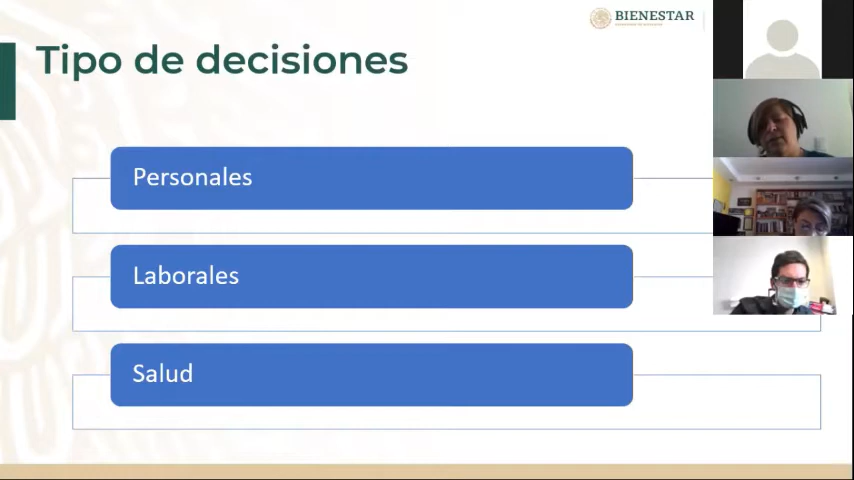 Tipo de decisiones
BIENESTAR
Personales
Laborales
Salud